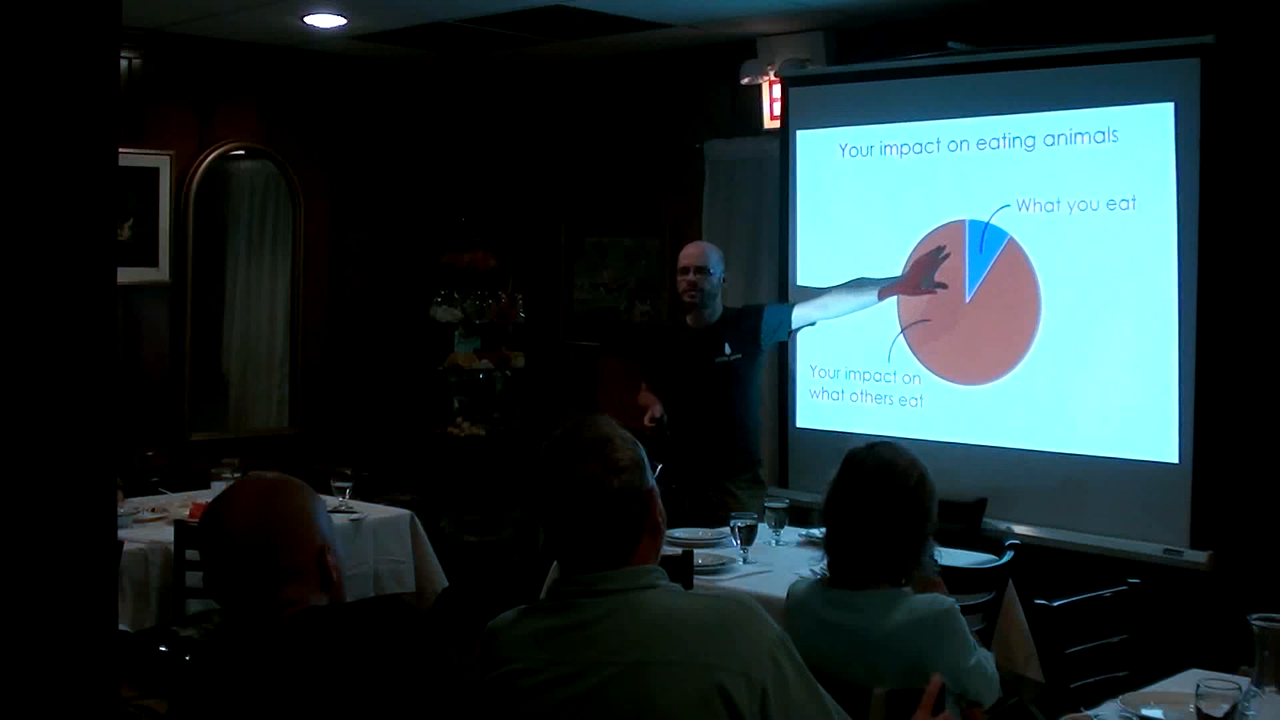 Your impact on eating animals
What you eat
Your impact on
what others eat